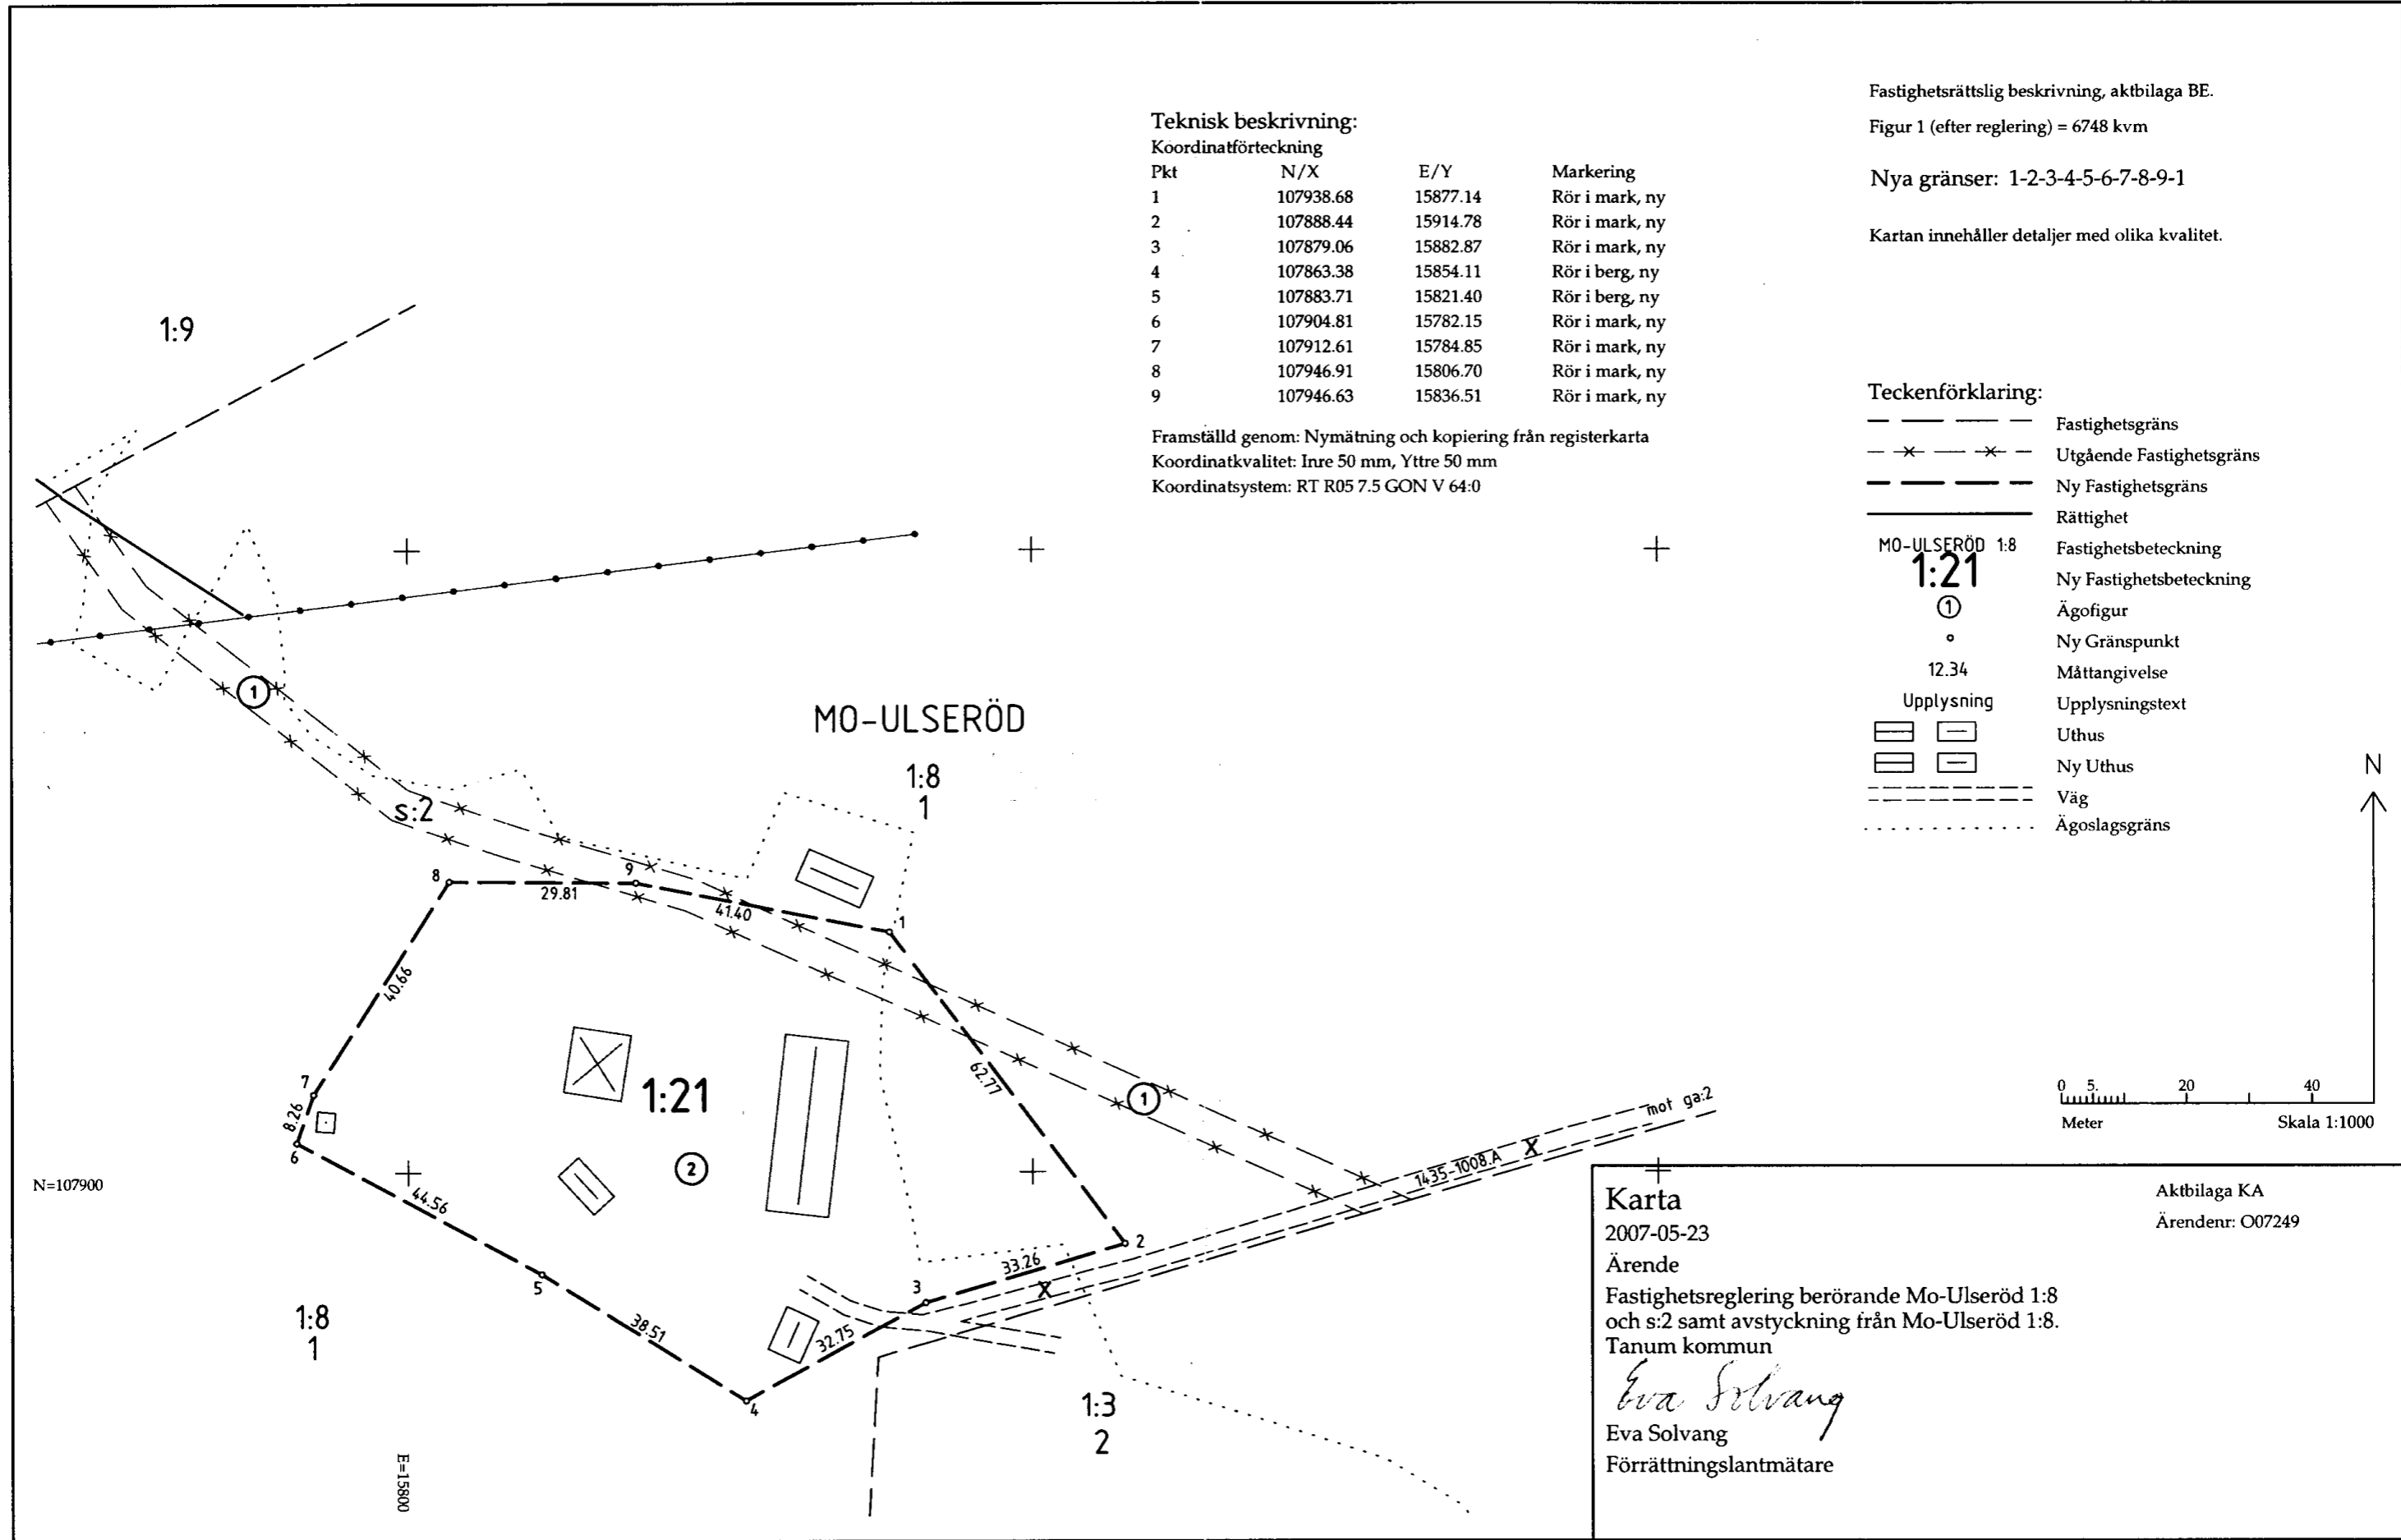 Teknisk beskrivning:
Koordinatförteckning
Pkt N/X E/Y Markering
1 107938.68 15877.14 Rör i mark, ny
2 107888.44 15914.78 Rör i mark, ny
3 107879.06 15882.87 Rör i mark, ny
4 107863.38 15854.11 Rör i berg, ny
5 107883.71 15821.40 Rör i berg, ny
6 107904.81 15782.15 Rör i mark, ny
7 107912.61 15784.85 Rör i mark, ny
8 107946.91 15806.70 Rör i mark, ny
9 107946.63 15836.51 Rör i mark, ny
Framställd genom: Nymätning och kopiering från registerkarta
Koordinatkvalitet: Inre 50 mm, Yttre 50 mm
Koordinatsystem: RT R05 7.5 GON V 64:0
Fastighetsrättslig beskrivning, aktbilaga BE.
Figur 1 (efter reglering) = 6748 kvm
Nya gränser: 1-2-3-4-5-6-7-8-9-1
Kartan innehåller detaljer med olika kvalitet.
Teckenförklaring:
Fastighetsgräns
Utgående Fastighetsgräns
Ny Fastighetsgräns
Rättighet
MO-ULSERÖD 1:8 Fastighetsbeteckning
1:21 Ny Fastighetsbeteckning
1 Ägofigur
Ny Gränspunkt
12.34 Måttangivelse
Upplysning Upplysningstext
Uthus
Ny Uthus
Väg
Ägoslagsgräns
N
0 5. 20 40
Meter Skala 1:1000
1:9
1
MO-ULSERÖD
1:8
1
s:2
8
9
29.81
41.40
1
40.66
62.77
7
8.26
6
1:21
2
1
mot ga:2
1435-1008.A
X
N=107900
44.56
2
33.26
3
X
5
38.51
32.75
4
1:8
1
1:3
2
E=15800
Karta
2007-05-23
Aktbilaga KA
Ärendenr: O07249
Ärende
Fastighetsreglering berörande Mo-Ulseröd 1:8
och s:2 samt avstyckning från Mo-Ulseröd 1:8.
Tanum kommun
Eva Solvang
Eva Solvang
Förrättningslantmätare